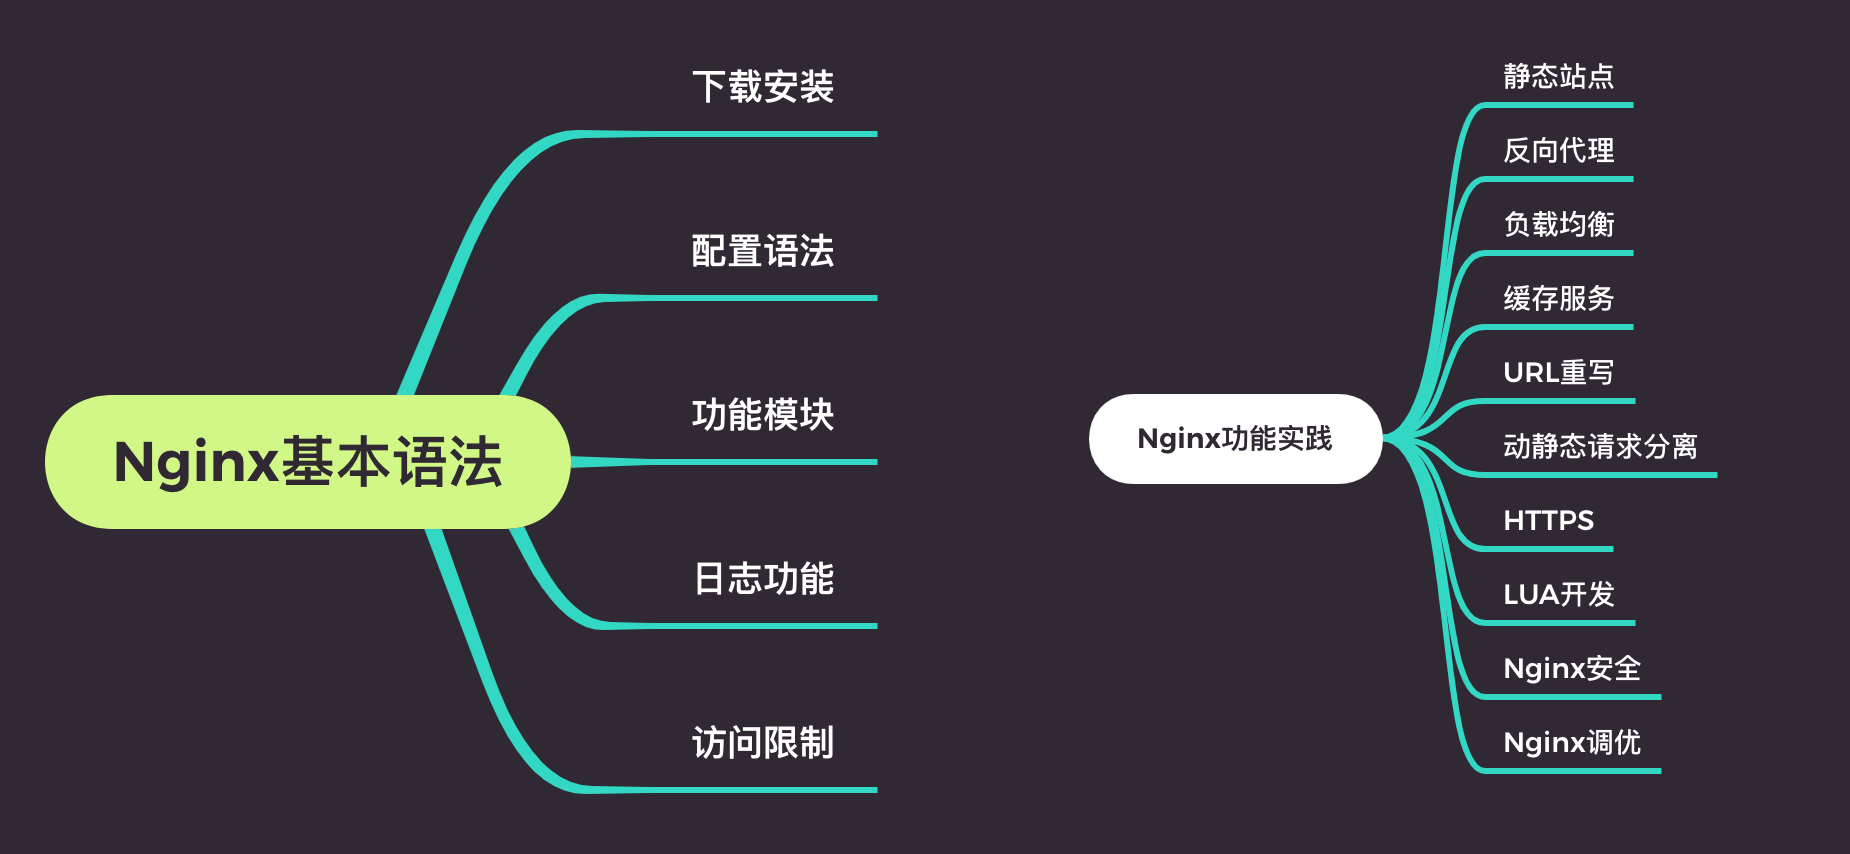 Nginx基本语法
下载安装
配置语法
功能模块
日志功能
访问限制
Nginx功能实践
静态站点
反向代理
负载均衡
缓存服务
URL重写
动静态请求分离
HTTPS
LUA开发
Nginx安全
Nginx调优